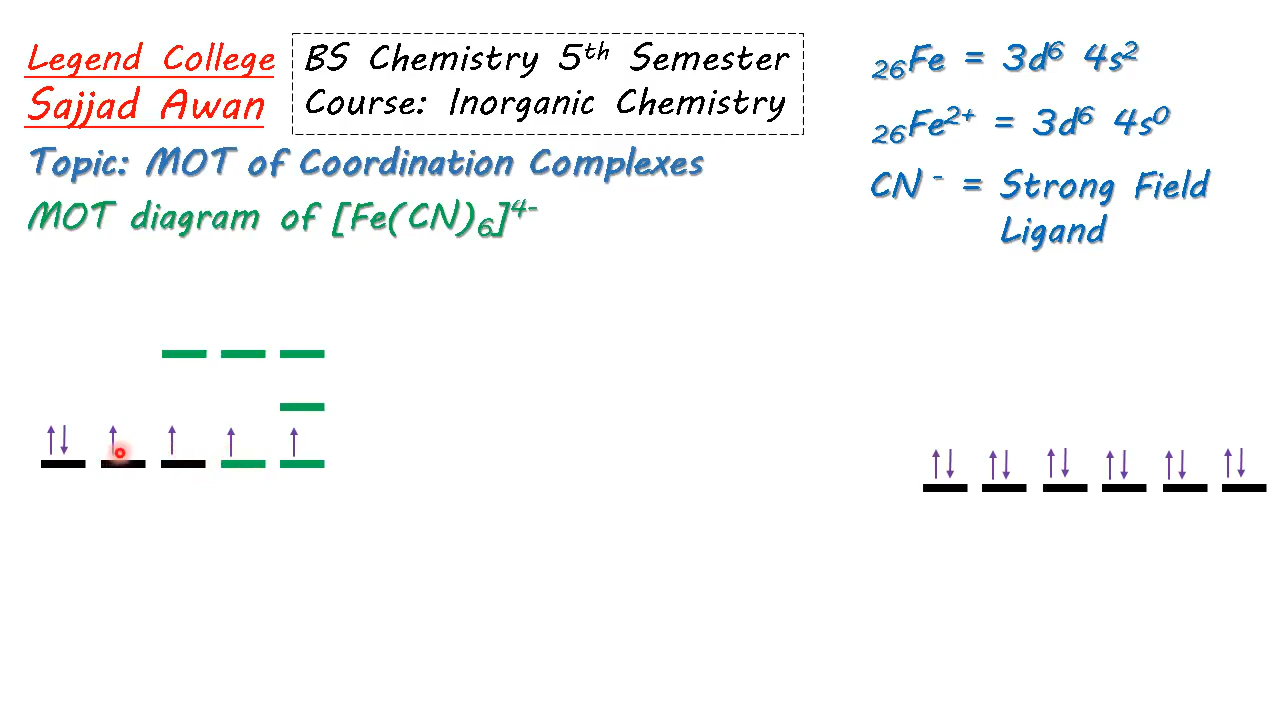 Legend College
Sajjad Awan
BS Chemistry 5th Semester
Course: Inorganic Chemistry
Topic: MOT of Coordination Complexes
MOT diagram of [Fe(CN)₆]⁴⁻
₂₆Fe = 3d⁶ 4s²
₂₆Fe²⁺ = 3d⁶ 4s⁰
CN⁻ = Strong Field
Ligand